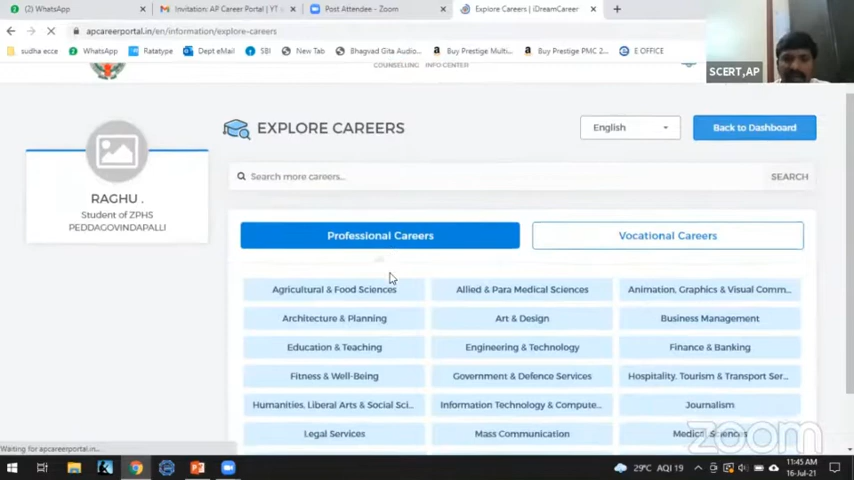 (2) WhatsApp
Invitation: AP Career Portal | YT
Post Attendee - Zoom
Explore Careers | iDreamCareer
apcareerportal.in/en/information/explore-careers
sudha ecce
WhatsApp
Ratatype
Dept eMail
SBI
New Tab
Bhagvad Gita Audio...
Buy Prestige Multi...
Buy Prestige PMC 2...
E OFFICE
COUNSELLING INFO CENTER
SCERT,AP
EXPLORE CAREERS
English
Back to Dashboard
Search more careers...
SEARCH
RAGHU .
Student of ZPHS
PEDDAGOVINDAPALLI
Professional Careers
Vocational Careers
Agricultural & Food Sciences
Allied & Para Medical Sciences
Animation, Graphics & Visual Comm...
Architecture & Planning
Art & Design
Business Management
Education & Teaching
Engineering & Technology
Finance & Banking
Fitness & Well-Being
Government & Defence Services
Hospitality, Tourism & Transport Ser...
Humanities, Liberal Arts & Social Sci...
Information Technology & Compute...
Journalism
Legal Services
Mass Communication
Medical Sciences
zoom
Waiting for apcareerportal.in...
29°C AQI 19
11:45 AM
16-Jul-21